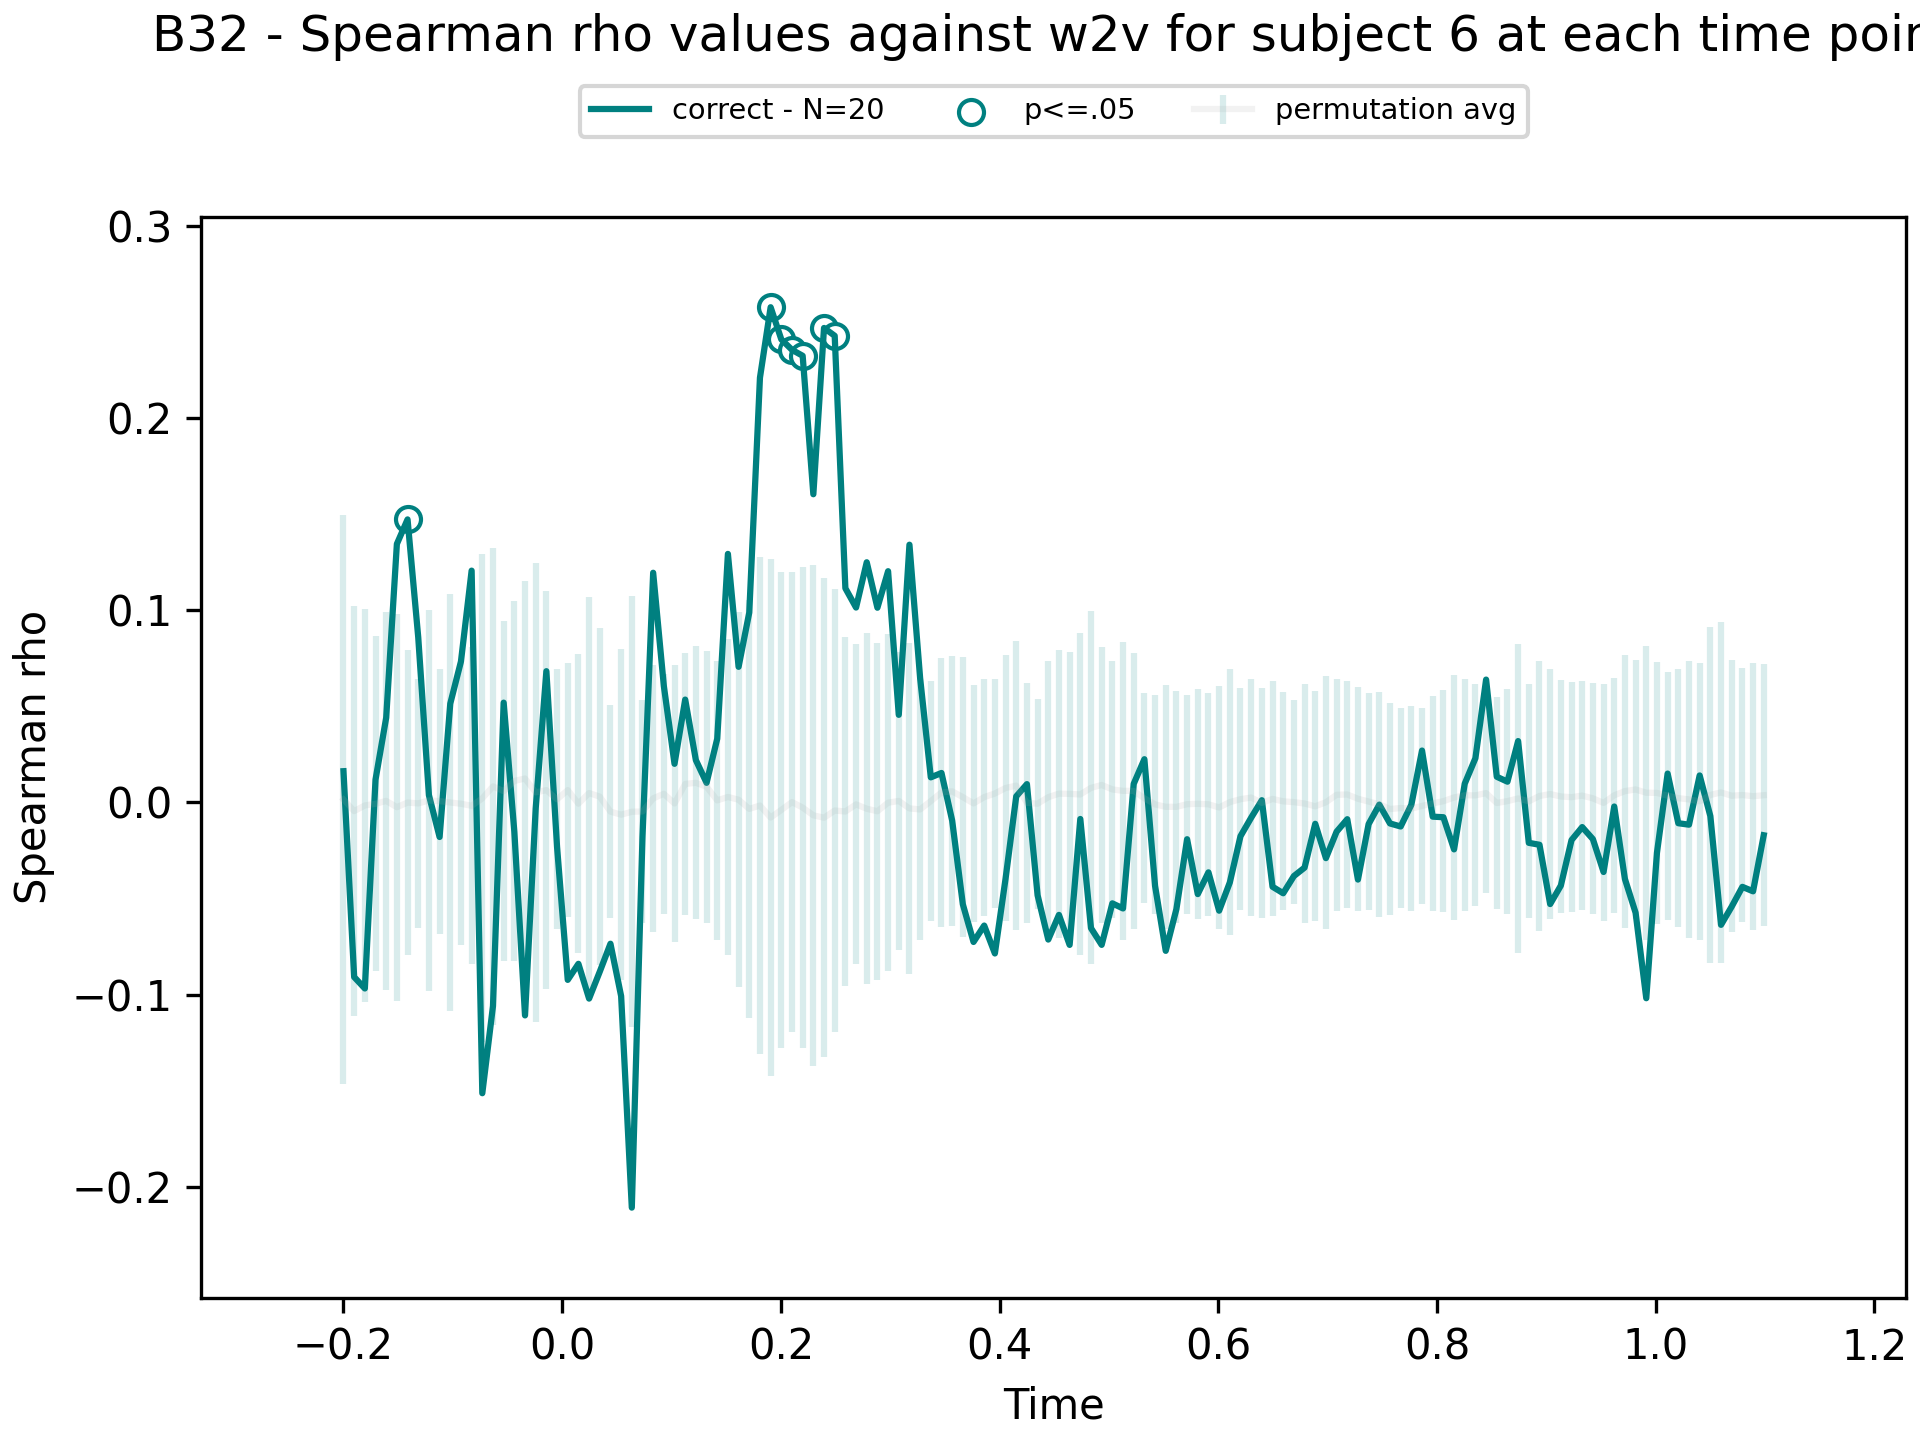 B32 - Spearman rho values against w2v for subject 6 at each time poin
correct - N=20 p<=.05 permutation avg
0.3
0.2
0.1
0.0
−0.1
−0.2
Spearman rho
−0.2 0.0 0.2 0.4 0.6 0.8 1.0 1.2
Time